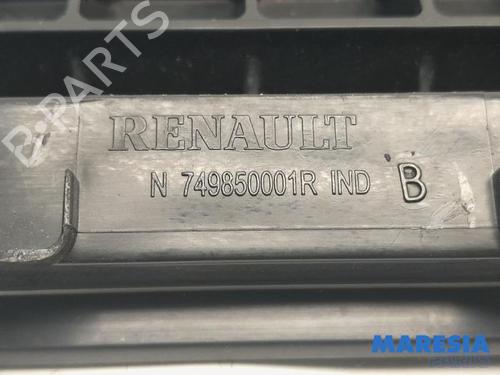 B-PARTS
RENAULT
N 749850001R IND B
MARESIA